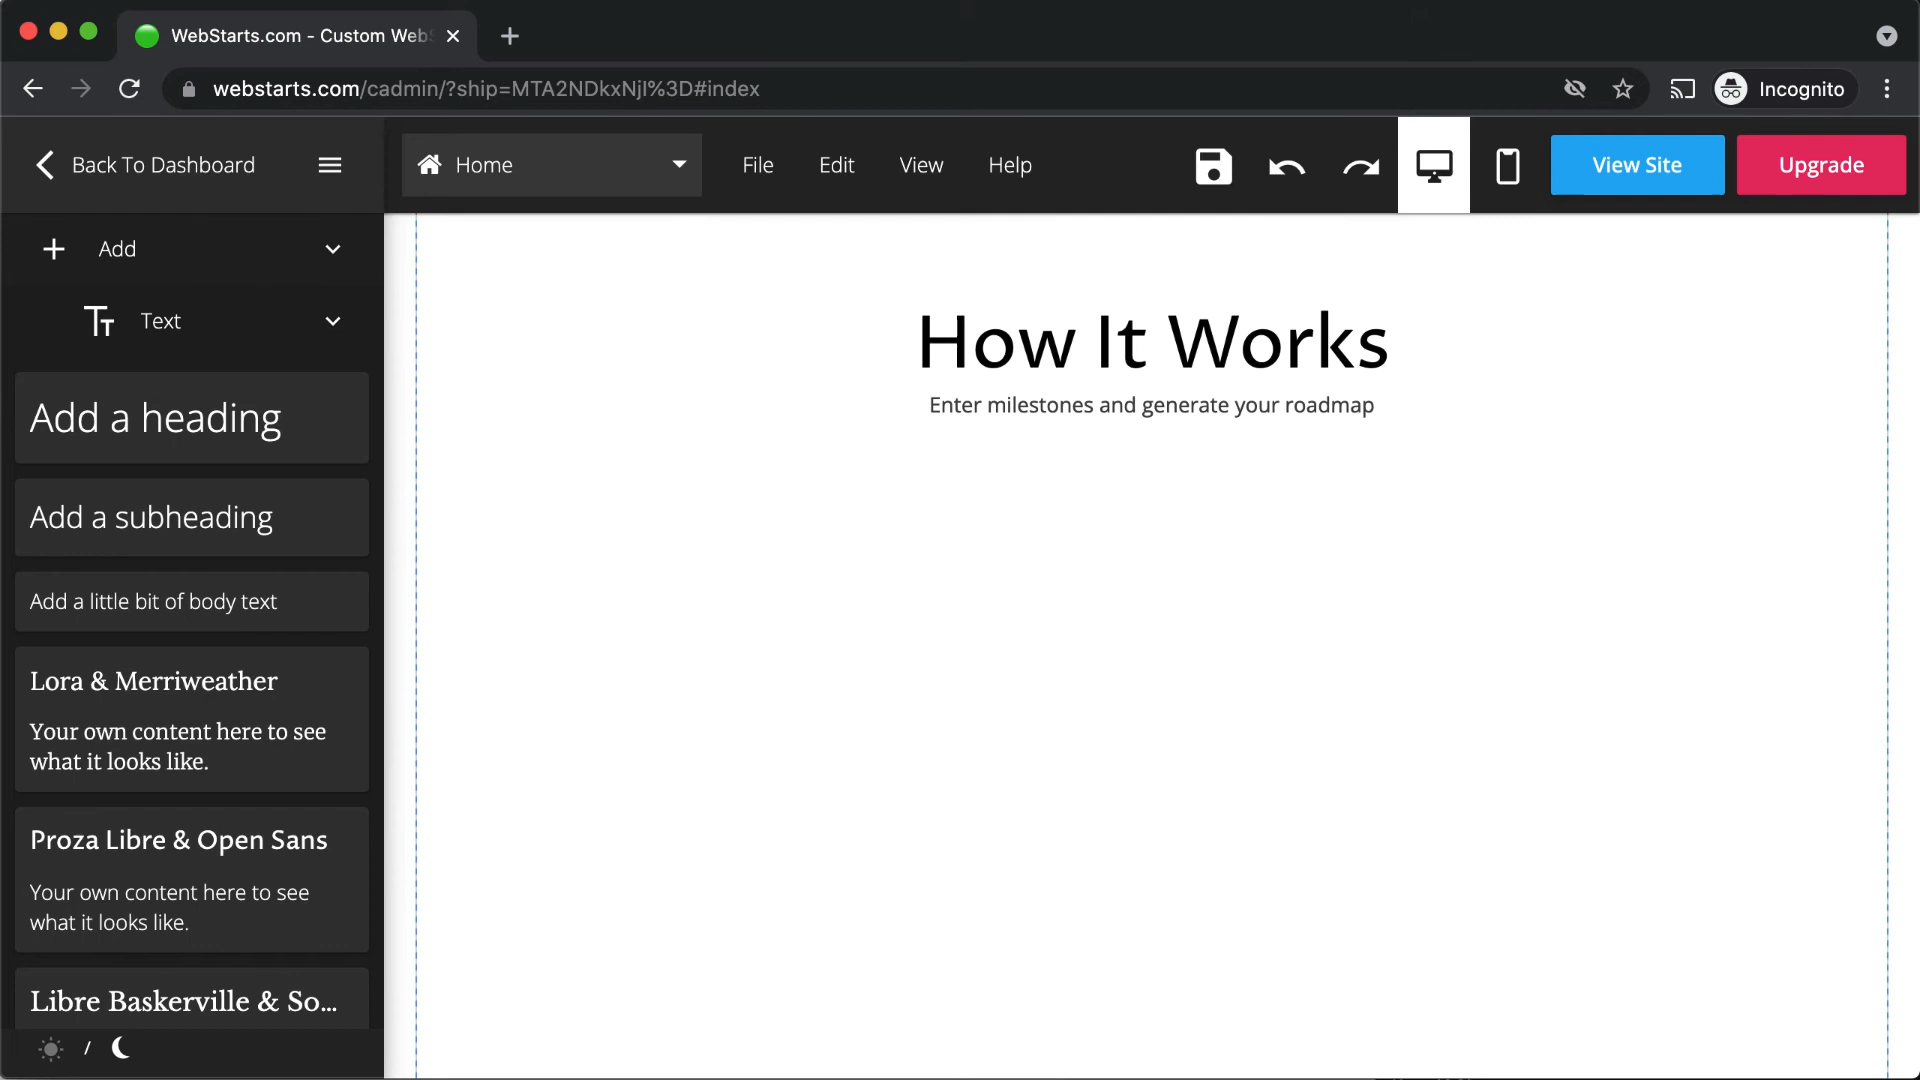 WebStarts.com - Custom Web
webstarts.com/cadmin/?ship=MTA2NDkxNjI%3D#index
Incognito
Back To Dashboard
Home
File
Edit
View
Help
View Site
Upgrade
Add
Text
Add a heading
Add a subheading
Add a little bit of body text
Lora & Merriweather
Your own content here to see
what it looks like.
Proza Libre & Open Sans
Your own content here to see
what it looks like.
Libre Baskerville & So...
/
How It Works
Enter milestones and generate your roadmap